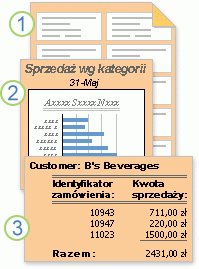 1
Sprzedaż wg kategorii
31-Maj
2
Axxxx Sxxxx Nxxx
Customer: B's Beverages
Identyfikator Kwota
zamówienia: sprzedaży:
10943 711,00 zł
10947 220,00 zł
3
11023 1500,00 zł
Razem: 2431,00 zł